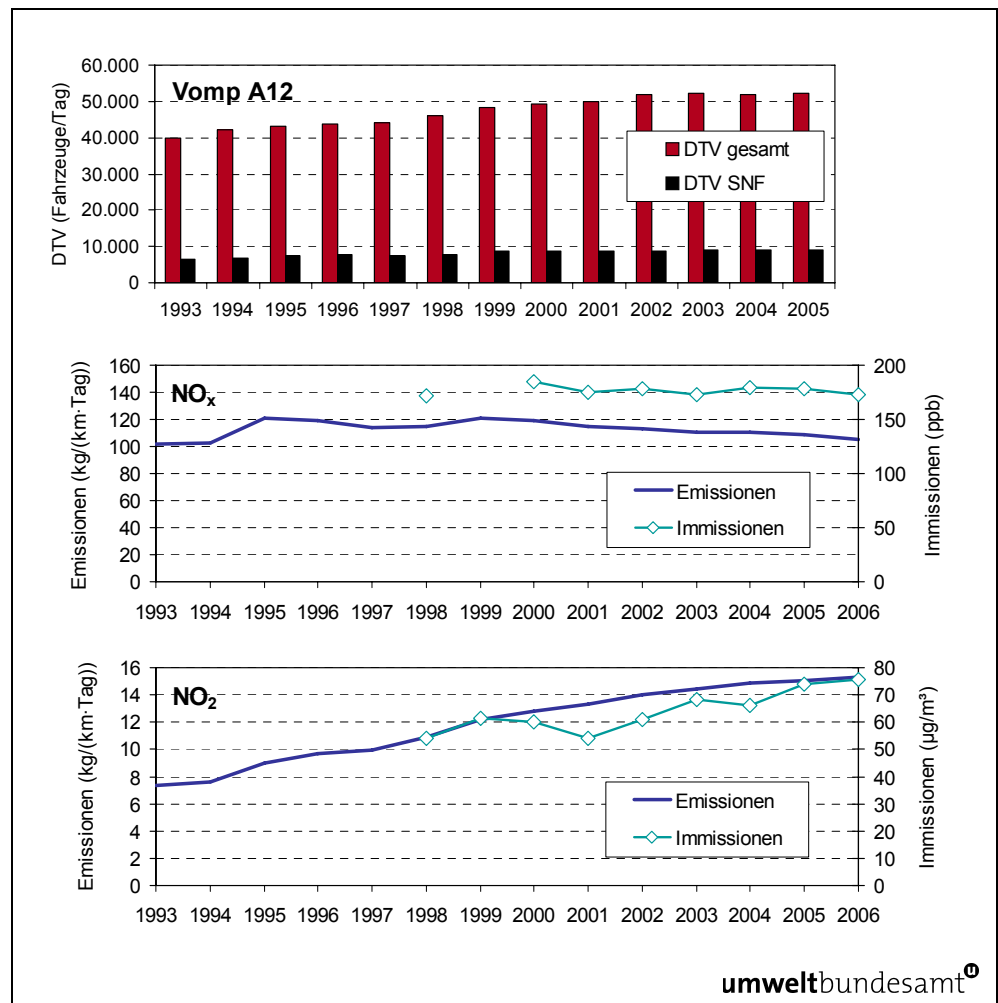 Vomp A12
DTV (Fahrzeuge/Tag)
60.000
50.000
40.000
30.000
20.000
10.000
0
DTV gesamt
DTV SNF
1993 1994 1995 1996 1997 1998 1999 2000 2001 2002 2003 2004 2005
NOx
Emissionen (kg/(km·Tag))
160
140
120
100
80
60
40
20
0
200
150
100
50
0
Immissionen (ppb)
Emissionen
Immissionen
1993 1994 1995 1996 1997 1998 1999 2000 2001 2002 2003 2004 2005 2006
NO2
Emissionen (kg/(km·Tag))
16
14
12
10
8
6
4
2
0
80
70
60
50
40
30
20
10
0
Immissionen (µg/m³)
Emissionen
Immissionen
1993 1994 1995 1996 1997 1998 1999 2000 2001 2002 2003 2004 2005 2006
umweltbundesamt